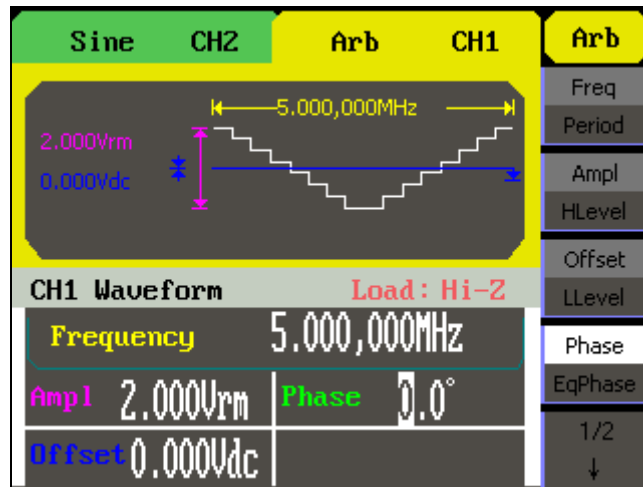 Sine CH2 Arb CH1 Arb
Freq
Period
5.000,000MHz
2.000Vrm
0.000Vdc
Ampl
HLevel
Offset
LLevel
CH1 Waveform Load: Hi-Z
Frequency 5.000,000MHz
Phase
EqPhase
Ampl 2.000Vrm Phase 0.0°
Offset 0.000Vdc
1/2
↓